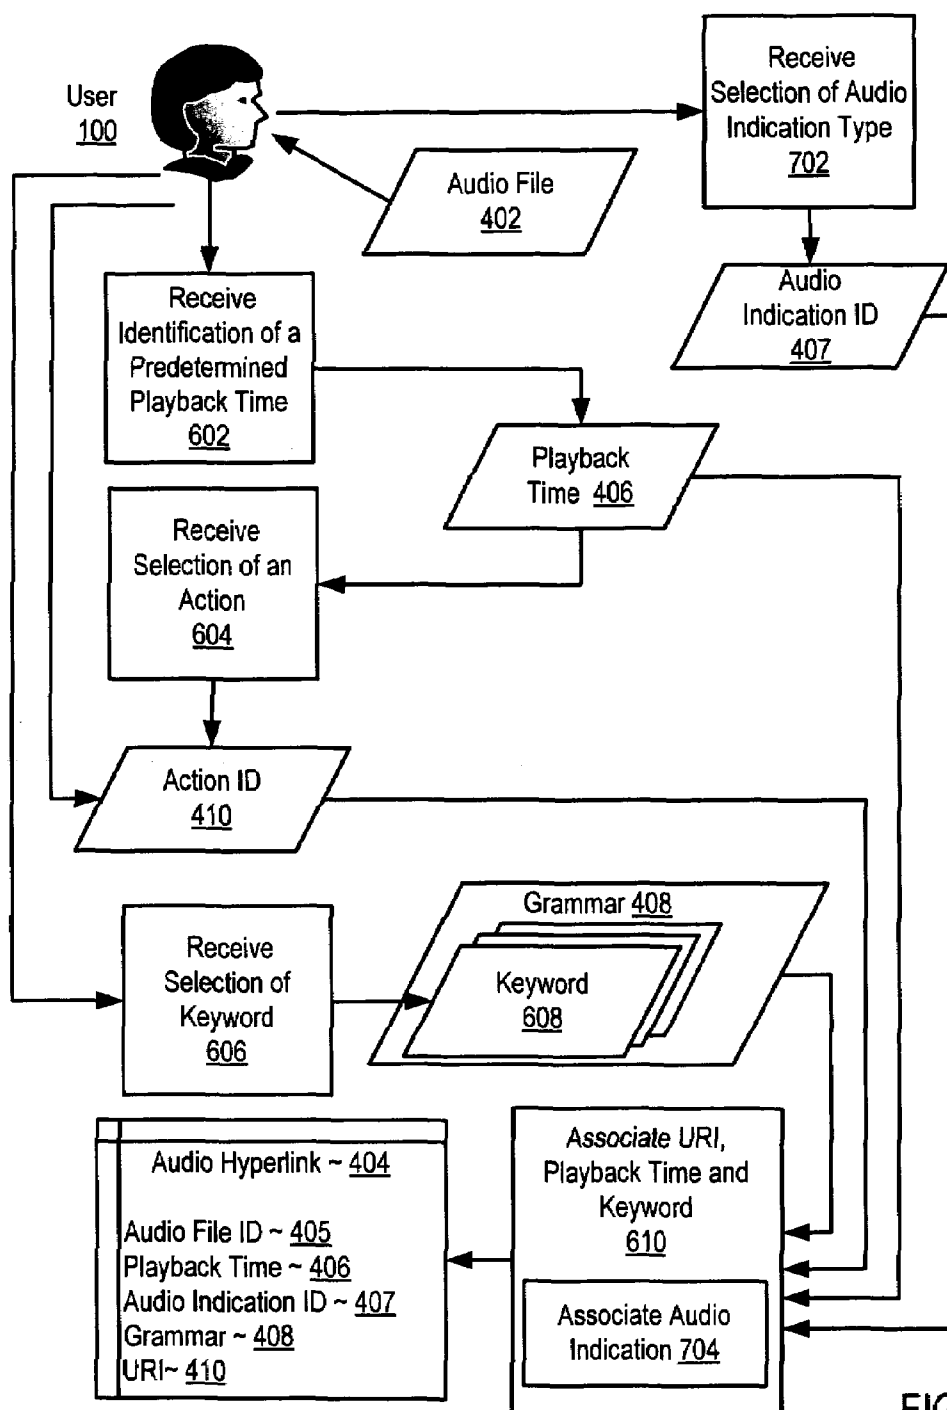 User
100
Receive
Selection of Audio
Indication Type
702
Audio File
402
Audio
Indication ID
407
Receive
Identification of a
Predetermined
Playback Time
602
Playback
Time 406
Receive
Selection of an
Action
604
Action ID
410
Grammar 408
Receive
Selection of
Keyword
606
Keyword
608
Audio Hyperlink ~ 404
Audio File ID ~ 405
Playback Time ~ 406
Audio Indication ID ~ 407
Grammar ~ 408
URI~ 410
Associate URI,
Playback Time and
Keyword
610
Associate Audio
Indication 704
FIG